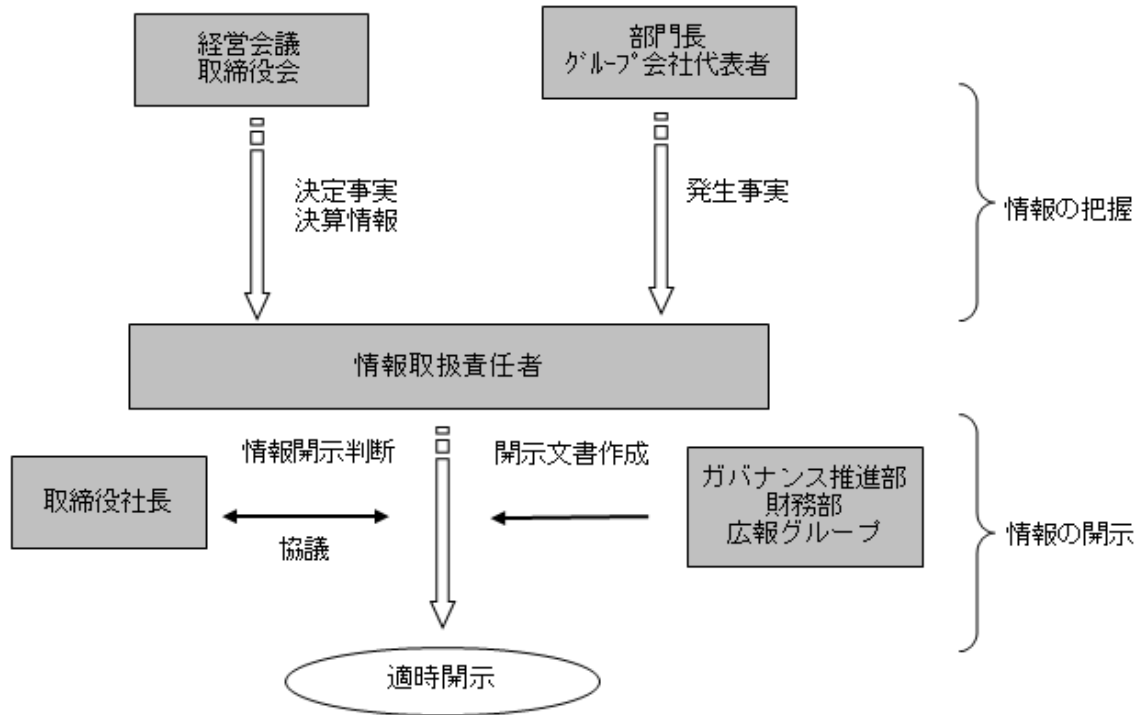 経営会議
取締役会
部門長
ｸﾞﾙｰﾌﾟ会社代表者
決定事実
決算情報
発生事実
情報の把握
情報取扱責任者
情報開示判断
開示文書作成
取締役社長
協議
ガバナンス推進部
財務部
広報グループ
情報の開示
適時開示